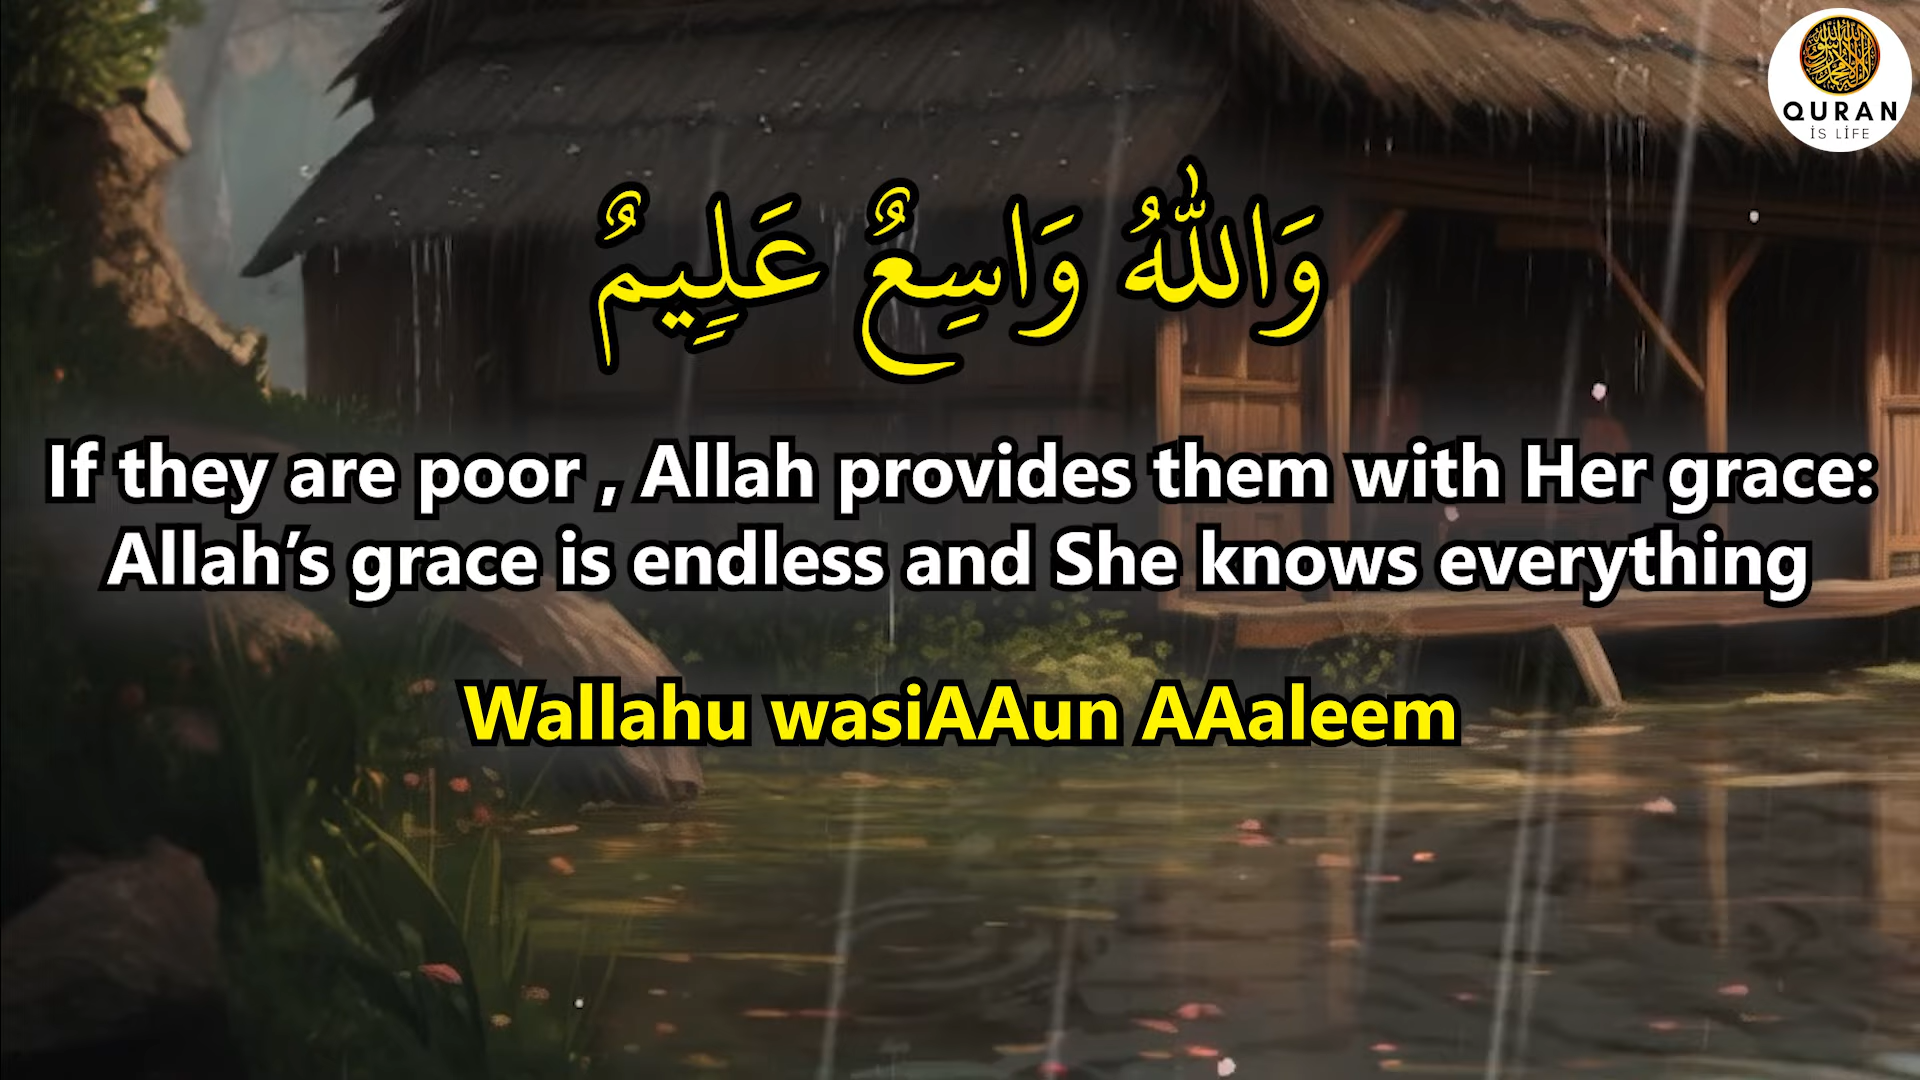 QURAN
İS LİFE
وَاللّٰهُ وَاسِعٌ عَلِيمٌ
If they are poor , Allah provides them with Her grace:
Allah’s grace is endless and She knows everything
Wallahu wasiAAun AAaleem